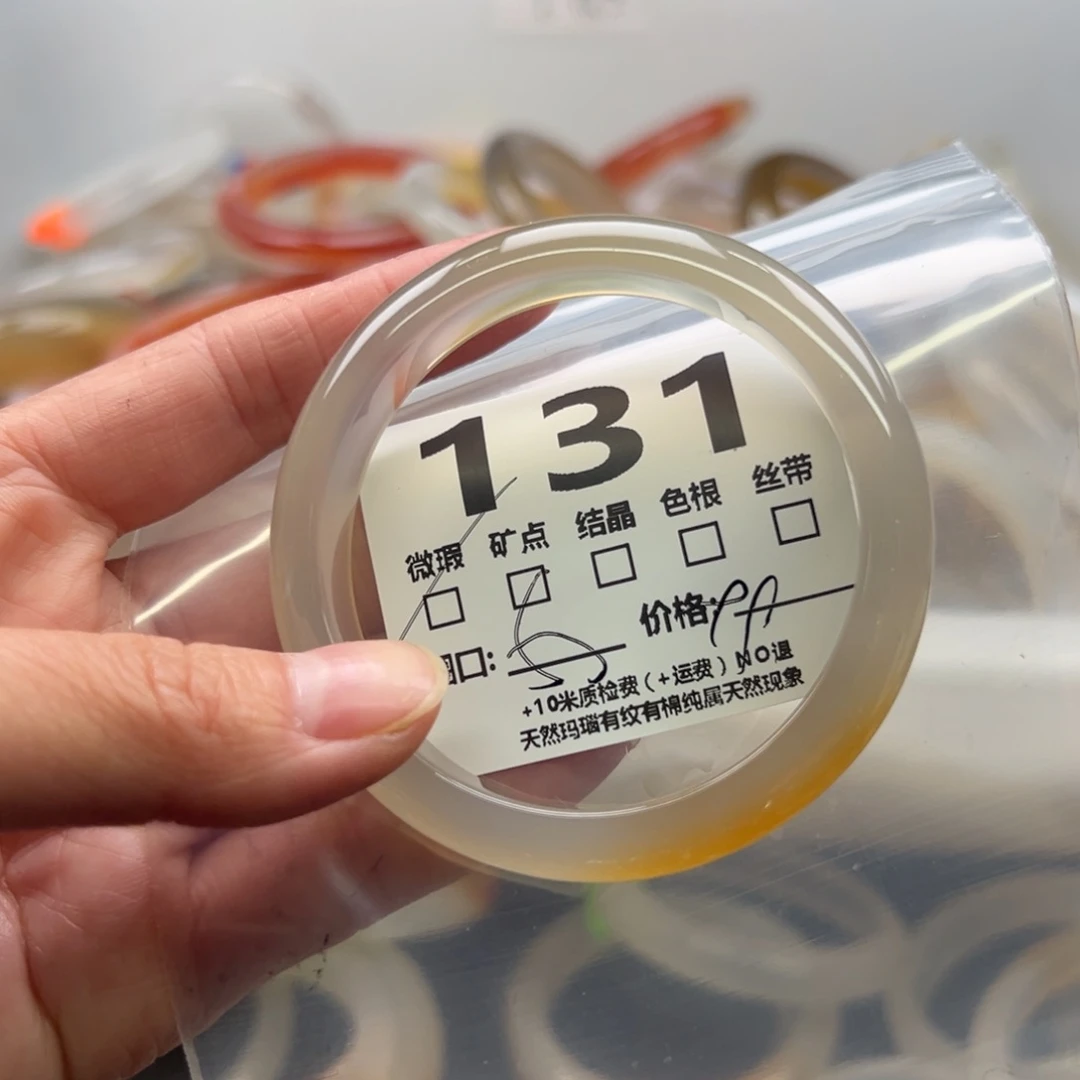 131
微瑕 矿点 结晶 色根 丝带
圈口: 价格:
+10米质检费(+运费)NO退
天然玛瑙有纹有棉纯属天然现象